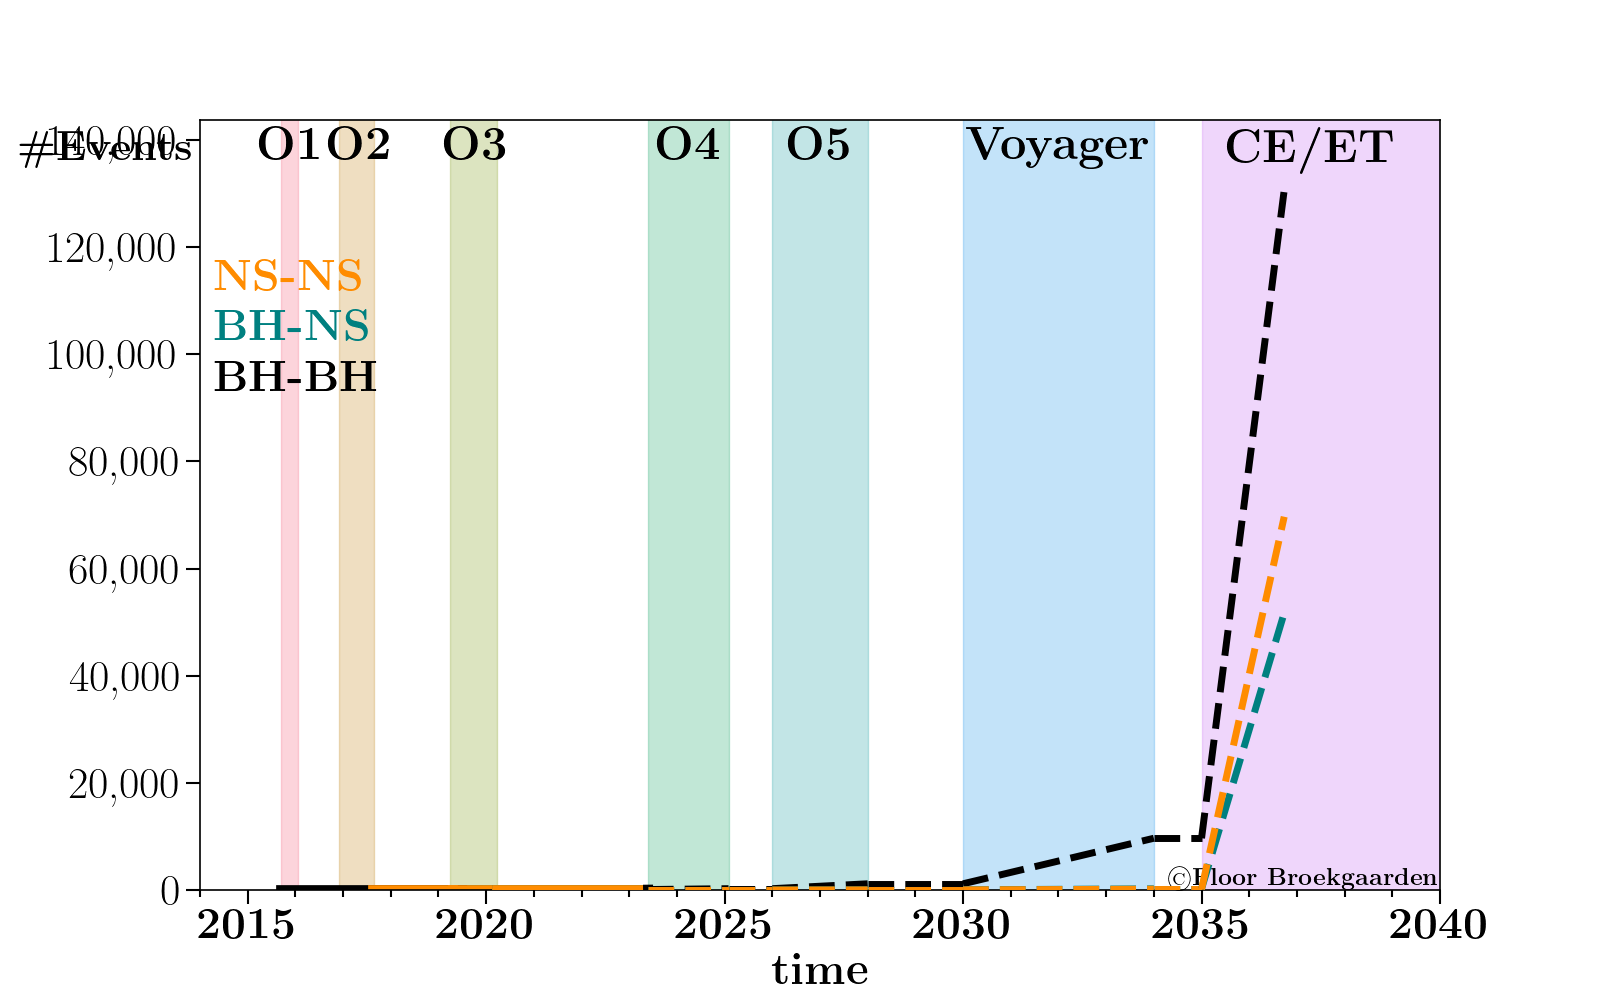 #Events
140,000
O1 O2 O3 O4 O5 Voyager CE/ET
120,000
NS-NS
BH-NS
100,000
BH-BH
80,000
60,000
40,000
20,000
©Floor Broekgaarden
0
2015 2020 2025 2030 2035 2040
time